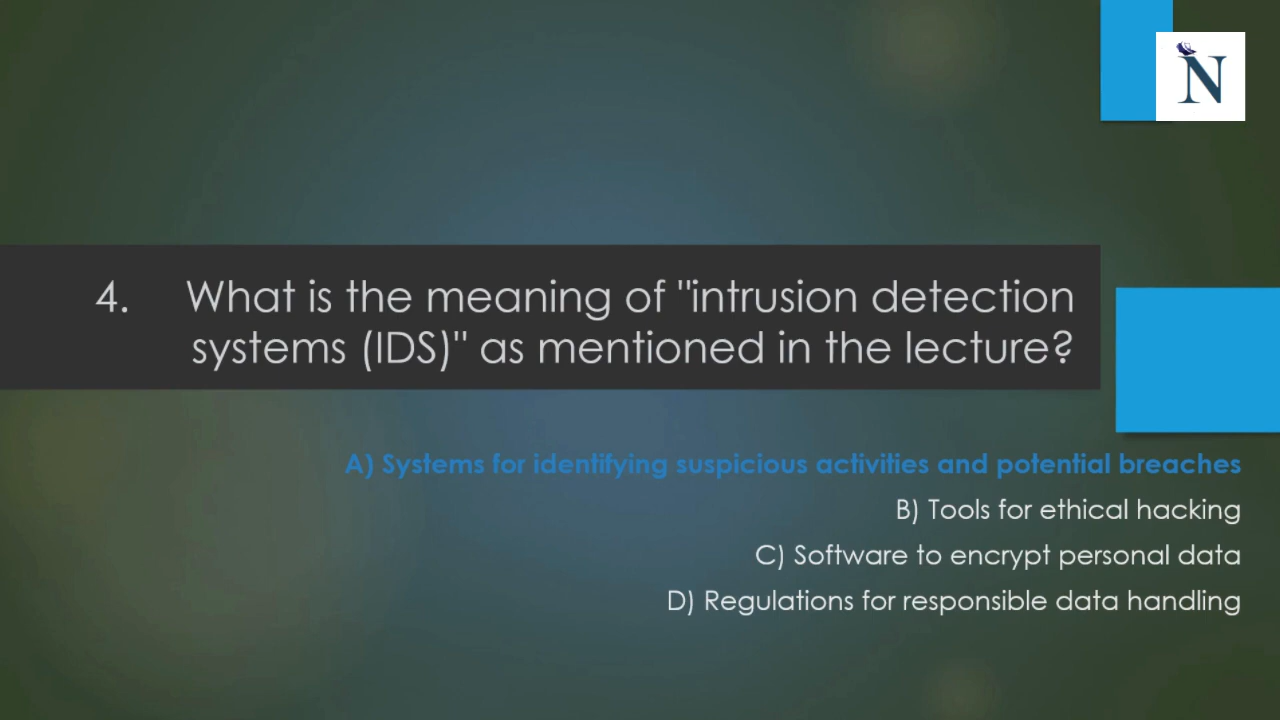 N
4. What is the meaning of "intrusion detection
systems (IDS)" as mentioned in the lecture?
A) Systems for identifying suspicious activities and potential breaches
B) Tools for ethical hacking
C) Software to encrypt personal data
D) Regulations for responsible data handling